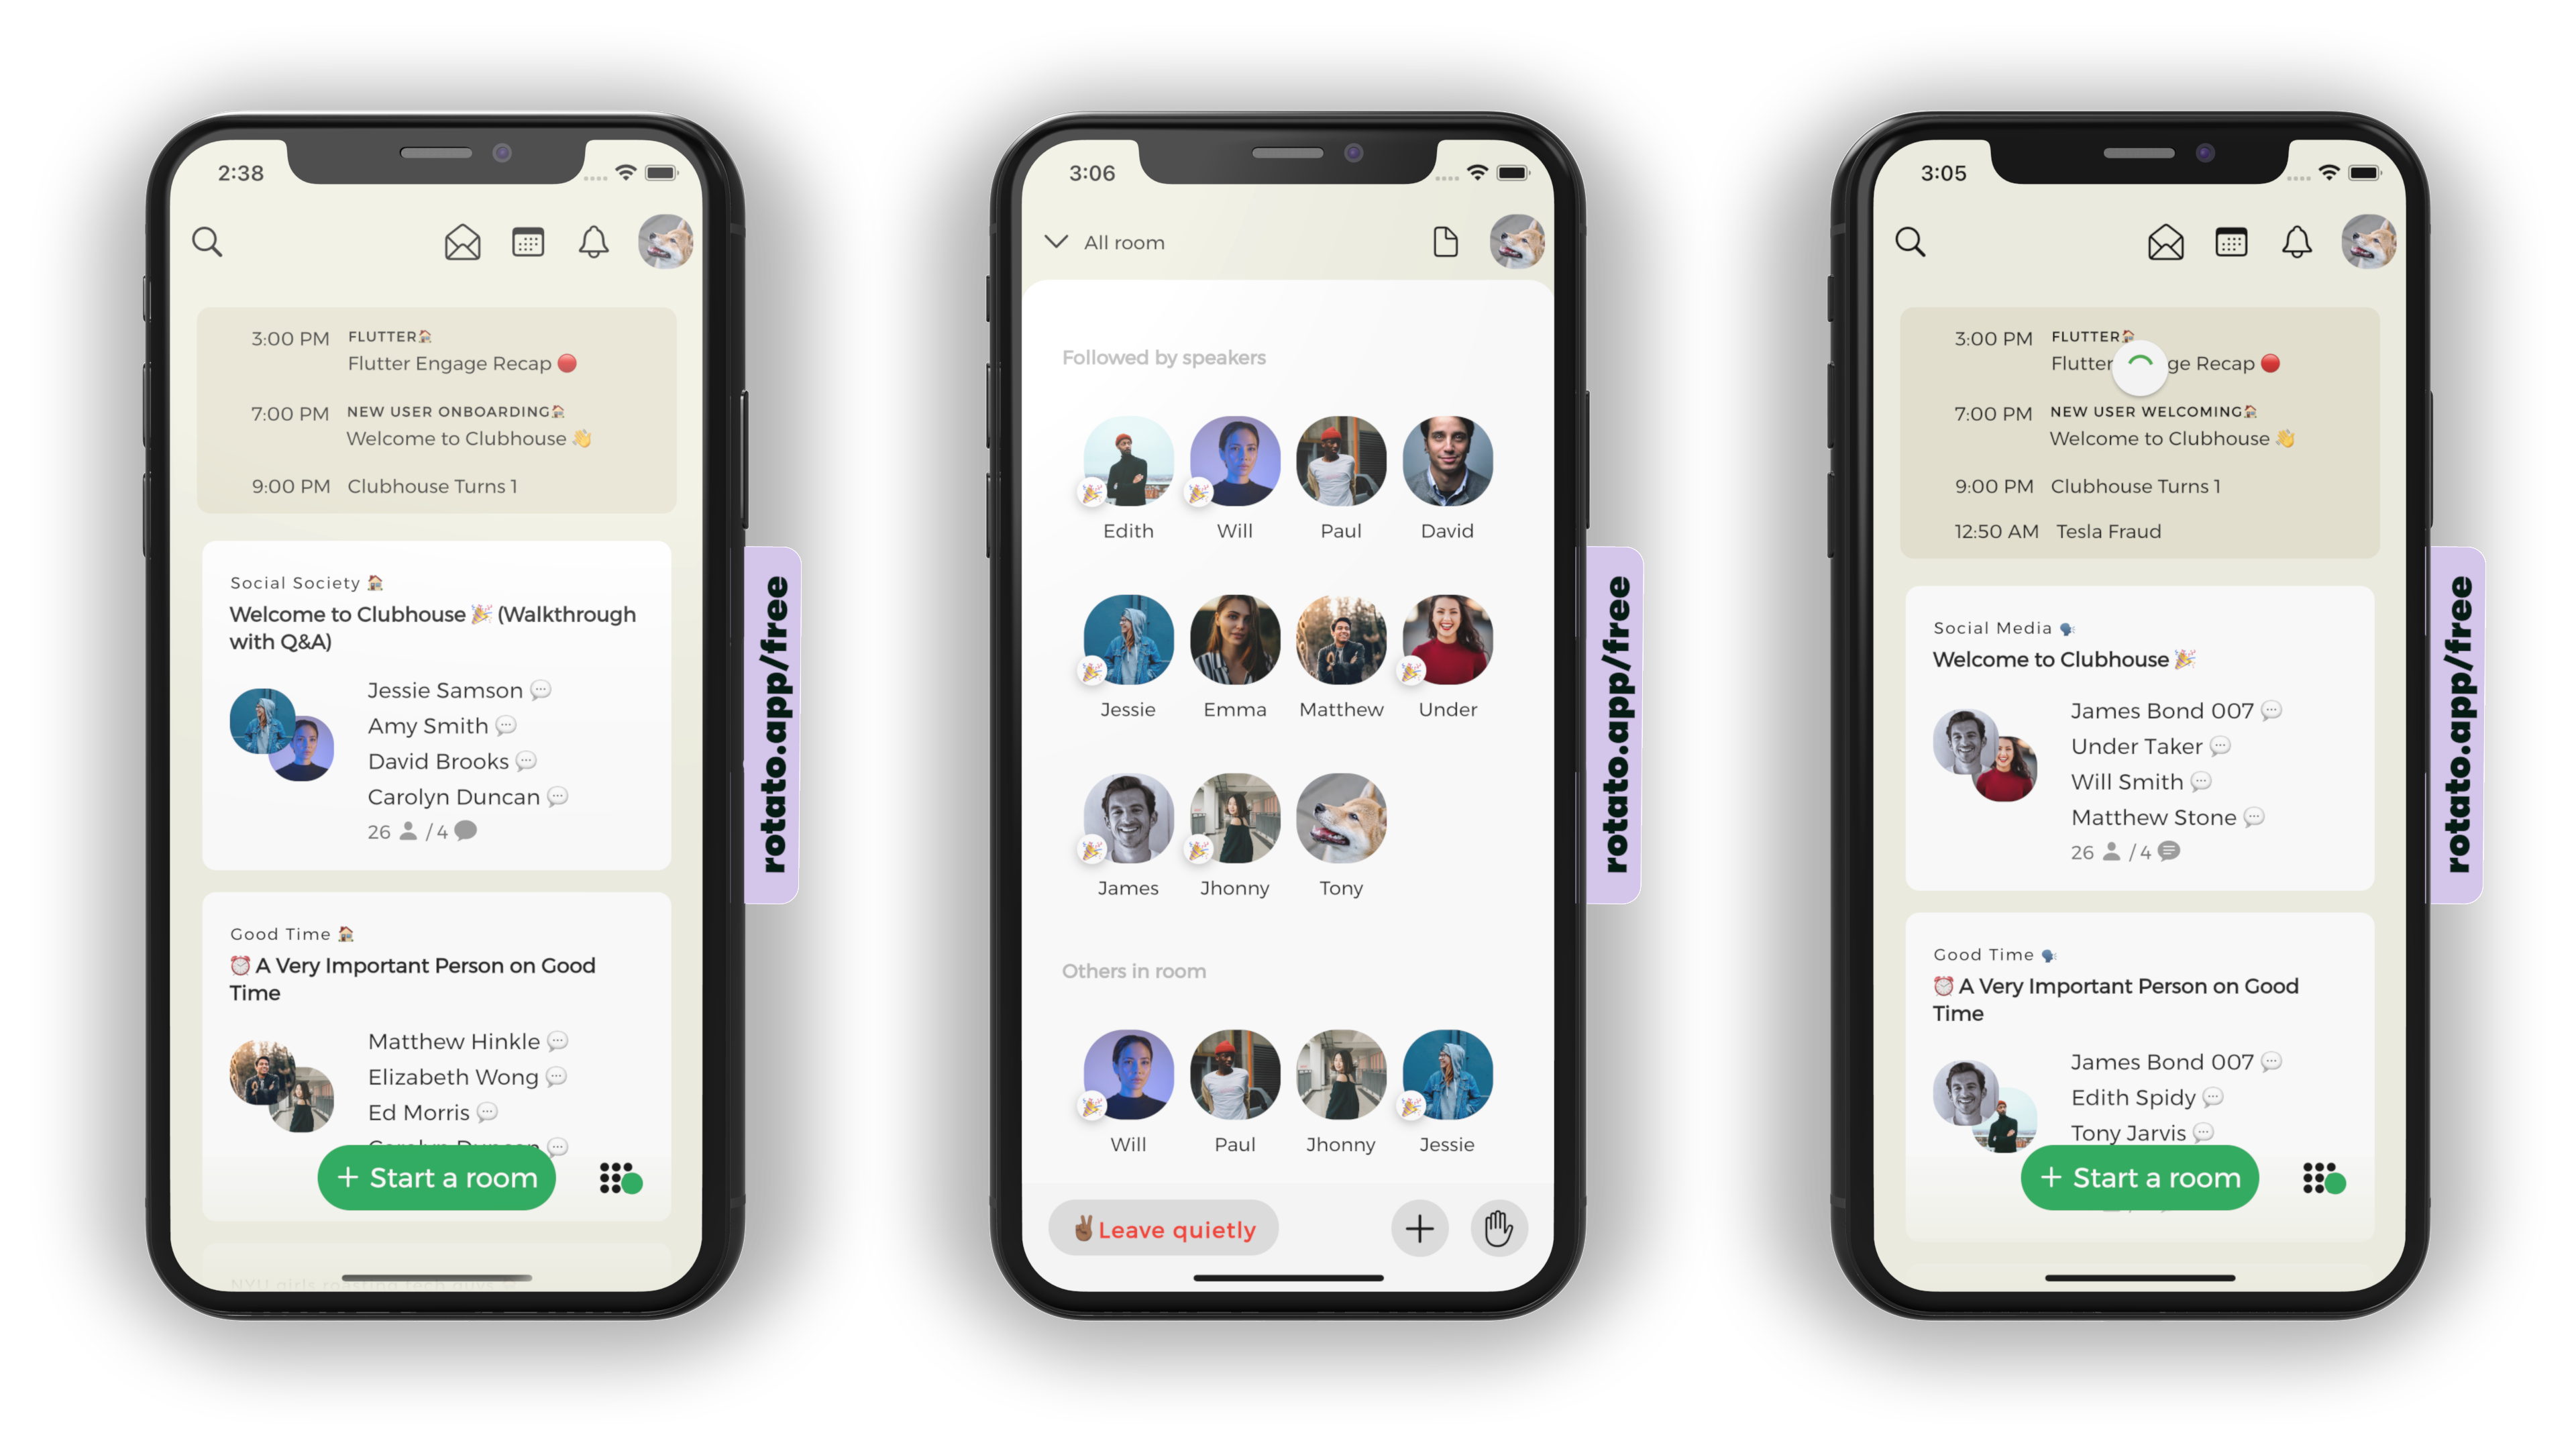 2:38
3:00 PM FLUTTER🏠
Flutter Engage Recap 🔴
7:00 PM NEW USER ONBOARDING🏠
Welcome to Clubhouse 👋
9:00 PM Clubhouse Turns 1
Social Society 🏠
Welcome to Clubhouse 🎉 (Walkthrough
with Q&A)
Jessie Samson 💬
Amy Smith 💬
David Brooks 💬
Carolyn Duncan 💬
26 / 4
Good Time 🏠
⏰ A Very Important Person on Good
Time
Matthew Hinkle 💬
Elizabeth Wong 💬
Ed Morris 💬
+ Start a room
NYU girls roasting tech guys
rotato.app/free
3:06
All room
Followed by speakers
Edith Will Paul David
Jessie Emma Matthew Under
James Jhonny Tony
Others in room
Will Paul Jhonny Jessie
✌🏾Leave quietly
rotato.app/free
3:05
3:00 PM FLUTTER🏠
Flutter ge Recap 🔴
7:00 PM NEW USER WELCOMING🏠
Welcome to Clubhouse 👋
9:00 PM Clubhouse Turns 1
12:50 AM Tesla Fraud
Social Media 🗣
Welcome to Clubhouse 🎉
James Bond 007 💬
Under Taker 💬
Will Smith 💬
Matthew Stone 💬
26 / 4
Good Time 🗣
⏰ A Very Important Person on Good
Time
James Bond 007 💬
Edith Spidy 💬
Tony Jarvis 💬
+ Start a room
rotato.app/free